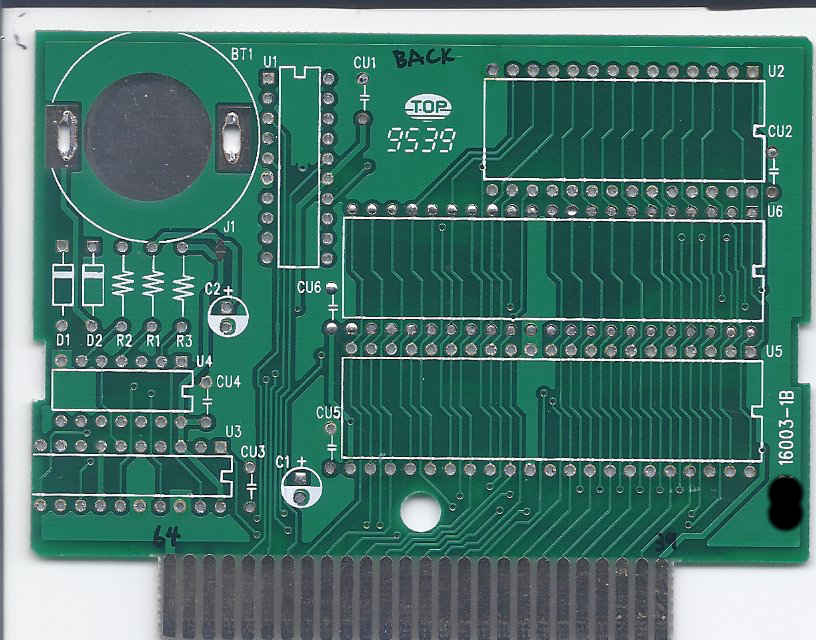 BACK
BT1
U1
CU1
U2
TOP
9539
CU2
U6
J1
C2 +
CU6
D1 D2 R2 R1 R3
U4
U5
CU4
CU5
U3
CU3
C1 +
16003-1B
64
39